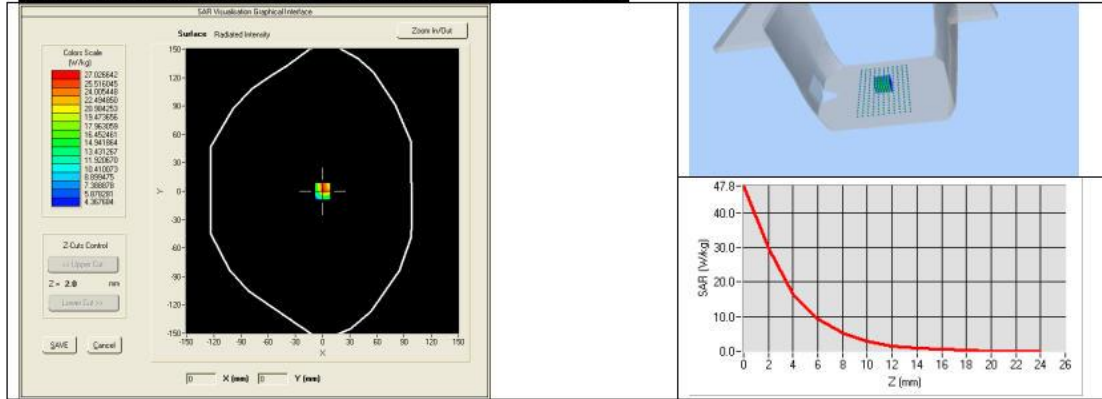 SAR Visualisation Graphical Interface
Surface Radiated Intensity
Zoom In/Out
Colors Scale
(W/kg)
27.026642
25.516045
24.005448
22.494850
20.984253
19.473656
17.963059
16.452461
14.941864
13.431267
11.920670
10.410073
8.899475
7.388878
5.878281
4.367684
150
120
90
60
30
0
-30
-60
-90
-120
-150
Y
-150 -120 -90 -60 -30 0 30 60 90 120 150
X
Z-Cuts Control
<< Upper Cut
Z = 2.0 mm
Lower Cut >>
SAVE Cancel
0 X (mm) 0 Y (mm)
47.8
40.0
30.0
20.0
10.0
0.0
SAR (W/kg)
0 2 4 6 8 10 12 14 16 18 20 22 24 26
Z (mm)